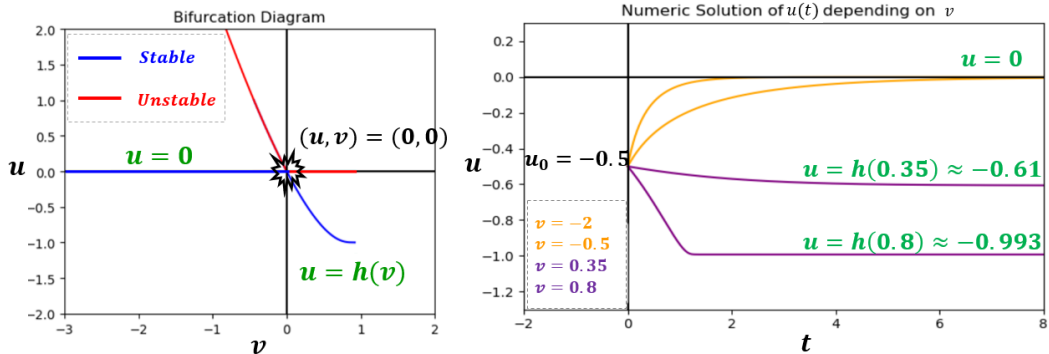 Bifurcation Diagram
Stable
Unstable
(u, v) = (0, 0)
u = 0
u = h(v)
u
2.0
1.5
1.0
0.5
0.0
−0.5
−1.0
−1.5
−2.0
−3
−2
−1
0
1
2
v
Numeric Solution of u(t) depending on v
u = 0
u₀ = −0.5
u = h(0.35) ≈ −0.61
u = h(0.8) ≈ −0.993
v = −2
v = −0.5
v = 0.35
v = 0.8
u
0.2
0.0
−0.2
−0.4
−0.6
−0.8
−1.0
−1.2
−2
0
2
4
6
8
t